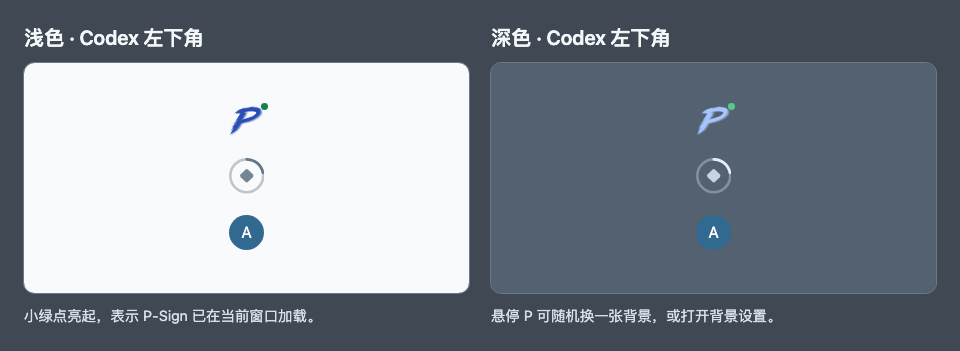 浅色 · Codex 左下角
深色 · Codex 左下角
P
P
A
A
小绿点亮起，表示 P-Sign 已在当前窗口加载。
悬停 P 可随机换一张背景，或打开背景设置。